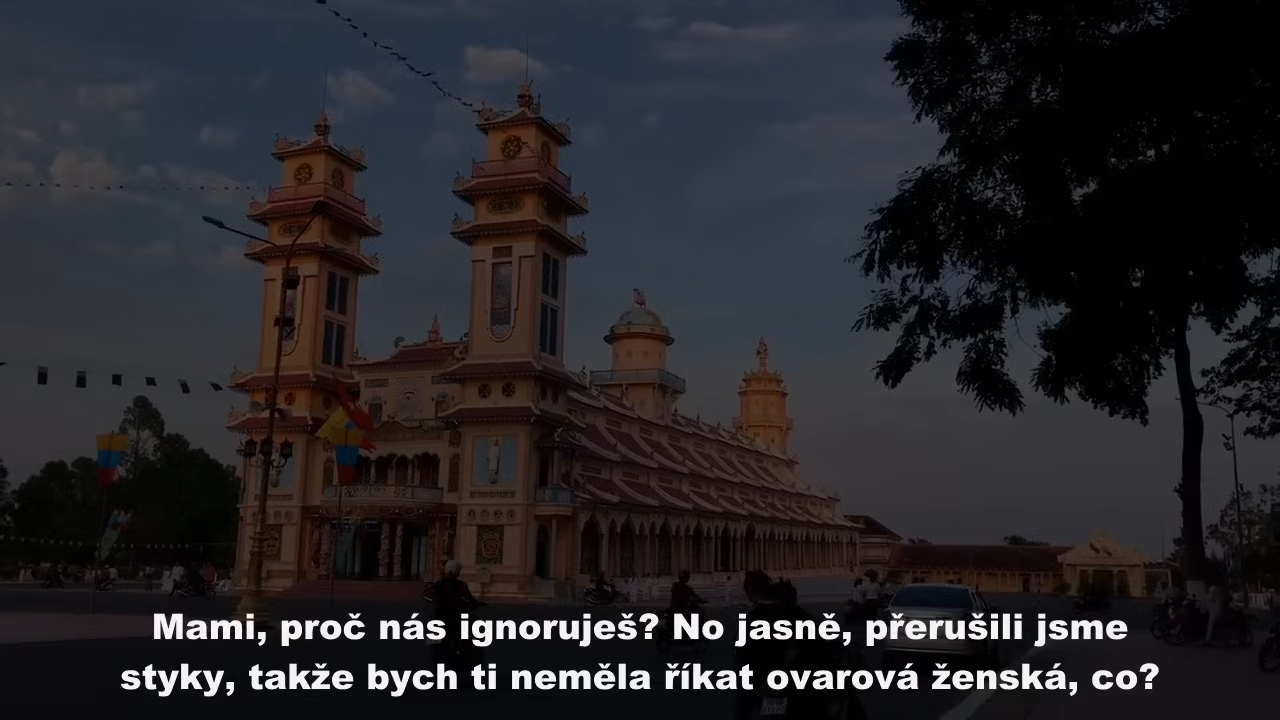 Mami, proč nás ignoruješ? No jasně, přerušili jsme
styky, takže bych ti neměla říkat ovarová ženská, co?